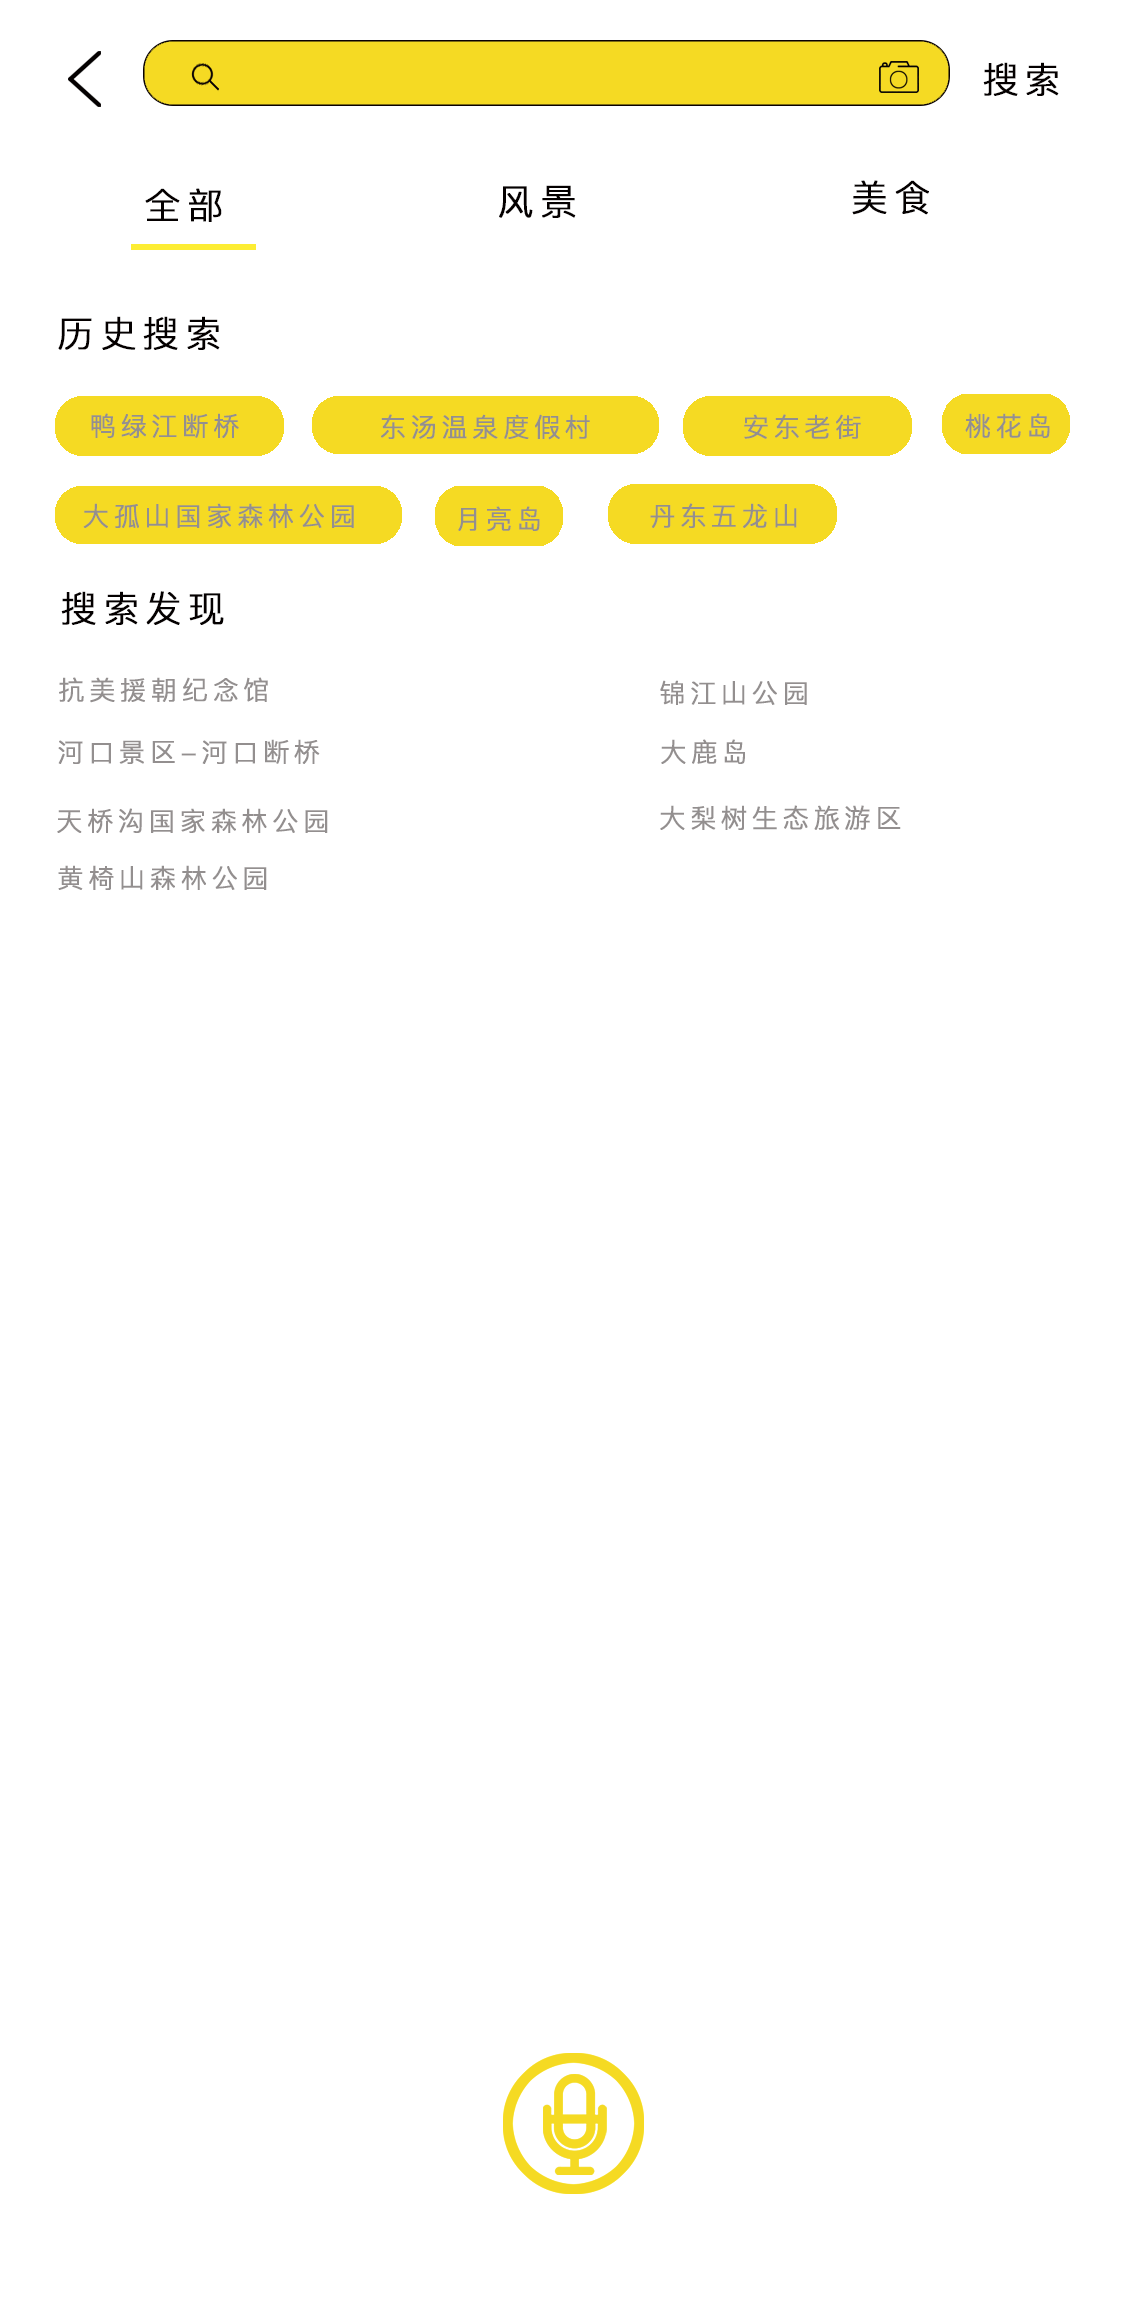 搜索
全部 风景 美食
历史搜索
鸭绿江断桥 东汤温泉度假村 安东老街 桃花岛
大孤山国家森林公园 月亮岛 丹东五龙山
搜索发现
抗美援朝纪念馆 锦江山公园
河口景区–河口断桥 大鹿岛
天桥沟国家森林公园 大梨树生态旅游区
黄椅山森林公园